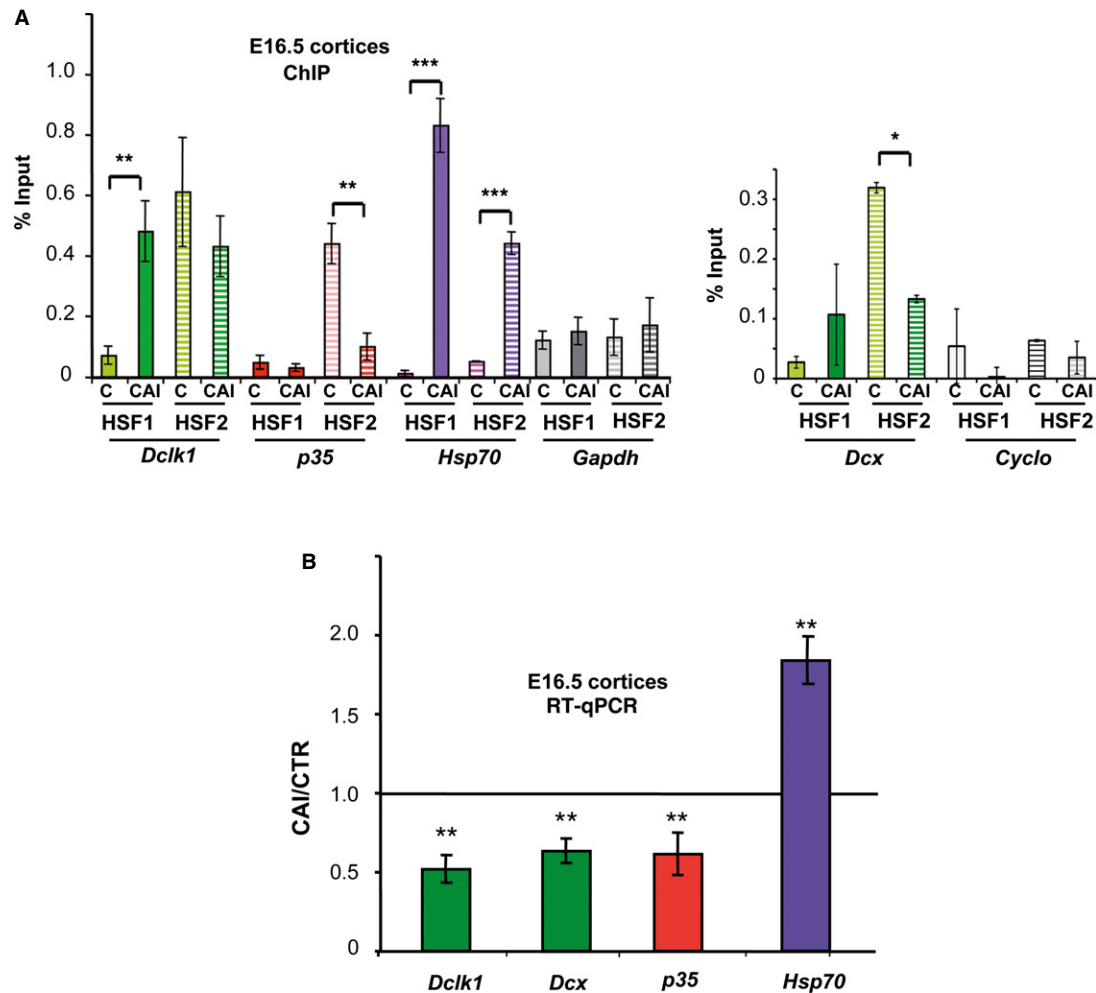 A
E16.5 cortices
ChIP
% Input
1.0
0.8
0.6
0.4
0.2
0
**
**
***
***
C CAI C CAI C CAI C CAI C CAI C CAI C CAI C CAI
HSF1 HSF2 HSF1 HSF2 HSF1 HSF2 HSF1 HSF2
Dclk1 p35 Hsp70 Gapdh
% Input
0.3
0.2
0.1
0
*
C CAI C CAI C CAI C CAI
HSF1 HSF2 HSF1 HSF2
Dcx Cyclo
B
E16.5 cortices
RT-qPCR
CAI/CTR
2.0
1.5
1.0
0.5
0
** ** ** **
Dclk1 Dcx p35 Hsp70